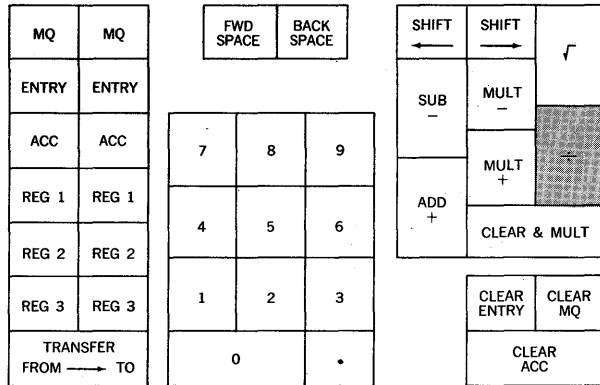 MQ MQ
ENTRY ENTRY
ACC ACC
REG 1 REG 1
REG 2 REG 2
REG 3 REG 3
TRANSFER
FROM ⟶ TO
FWD
SPACE
BACK
SPACE
7 8 9
4 5 6
1 2 3
0 .
SHIFT
←
SHIFT
→
√
SUB
−
MULT
−
÷
ADD
+
MULT
+
CLEAR & MULT
CLEAR
ENTRY
CLEAR
MQ
CLEAR
ACC